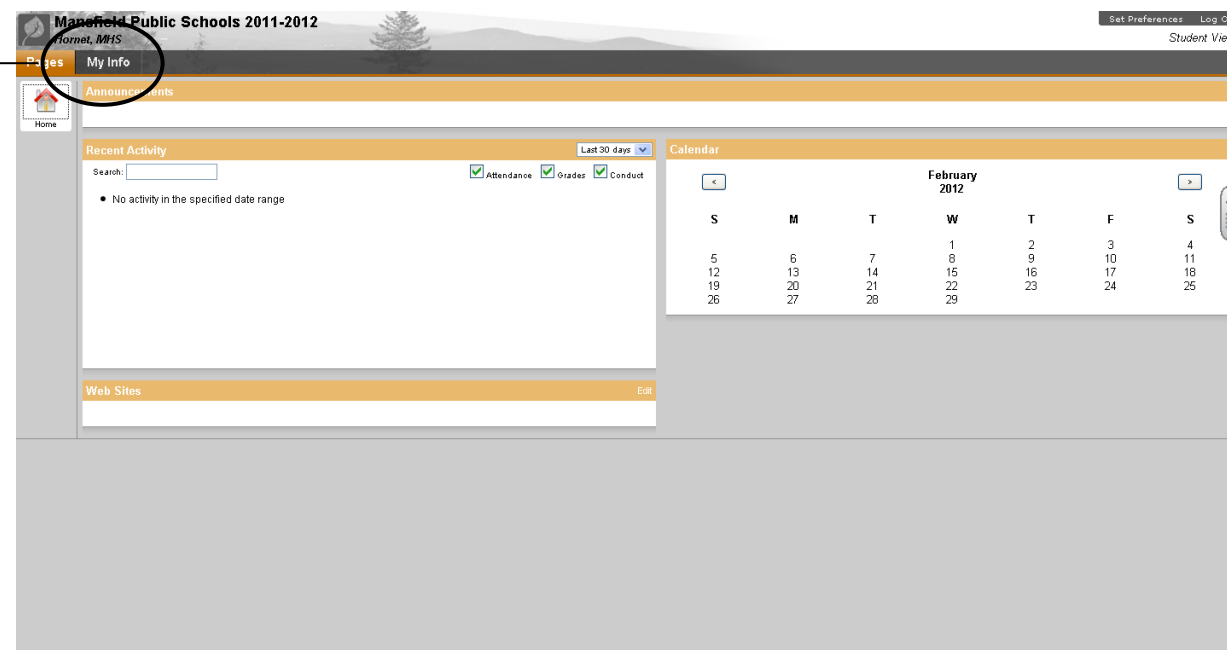 Mansfield Public Schools 2011-2012
Set Preferences Log
Hornet, MHS
Student
Pages My Info
Home
Announcements
Recent Activity
Last 30 days
Search:
Attendance Grades Conduct
No activity in the specified date range
Web Sites
Edit
Calendar
< February >
2012
S M T W T F S
1 2 3 4
5 6 7 8 9 10 11
12 13 14 15 16 17 18
19 20 21 22 23 24 25
26 27 28 29